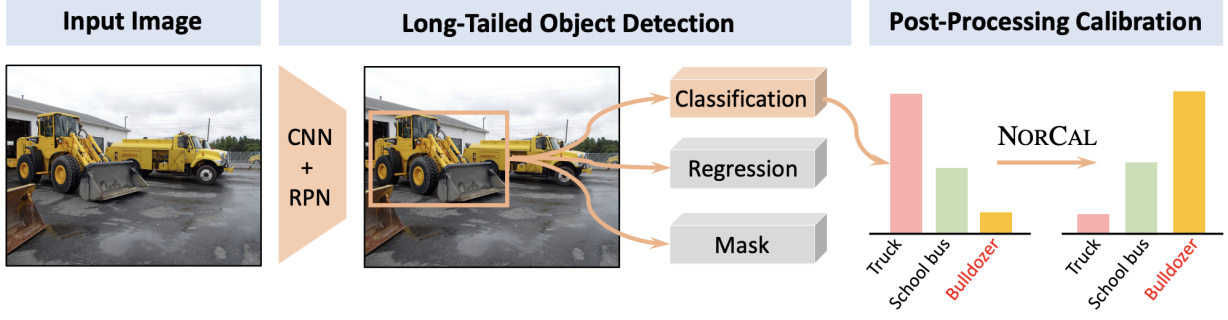 Input Image
Long-Tailed Object Detection
Post-Processing Calibration
CNN
+
RPN
Classification
Regression
Mask
NORCAL
Truck
School bus
Bulldozer
Truck
School bus
Bulldozer